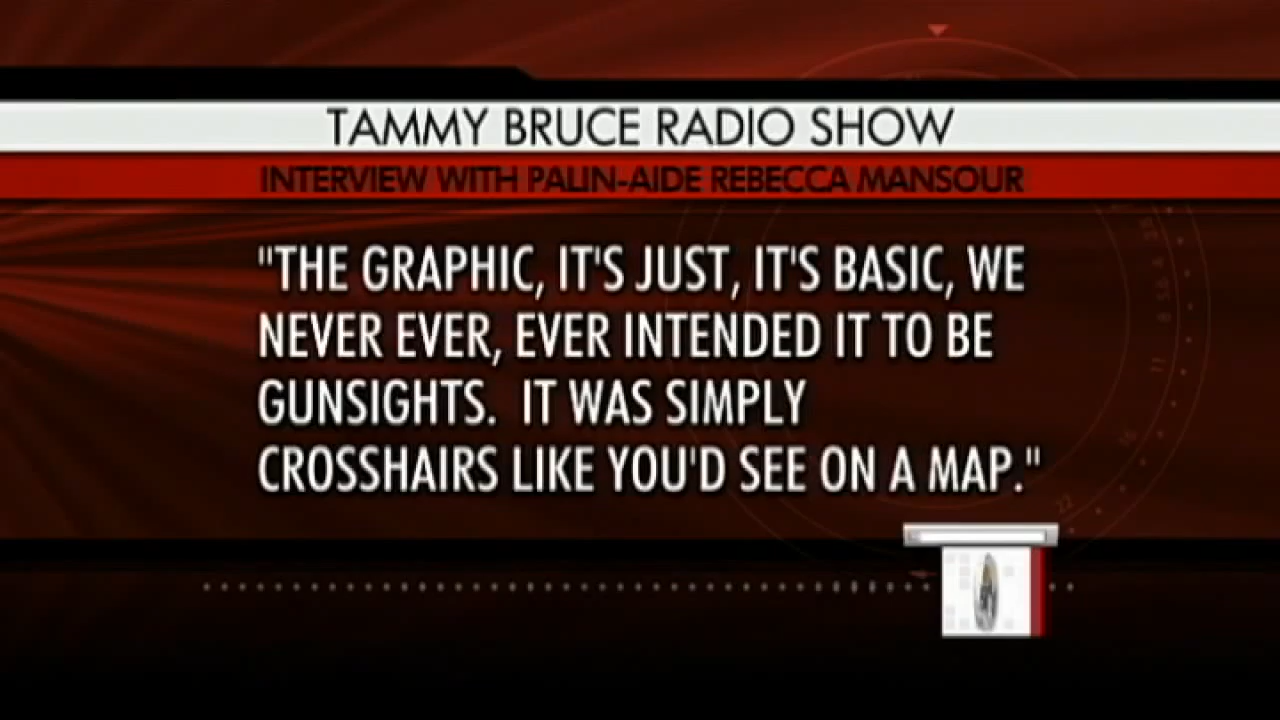 TAMMY BRUCE RADIO SHOW
INTERVIEW WITH PALIN-AIDE REBECCA MANSOUR
"THE GRAPHIC, IT'S JUST, IT'S BASIC, WE
NEVER EVER, EVER INTENDED IT TO BE
GUNSIGHTS.  IT WAS SIMPLY
CROSSHAIRS LIKE YOU'D SEE ON A MAP."